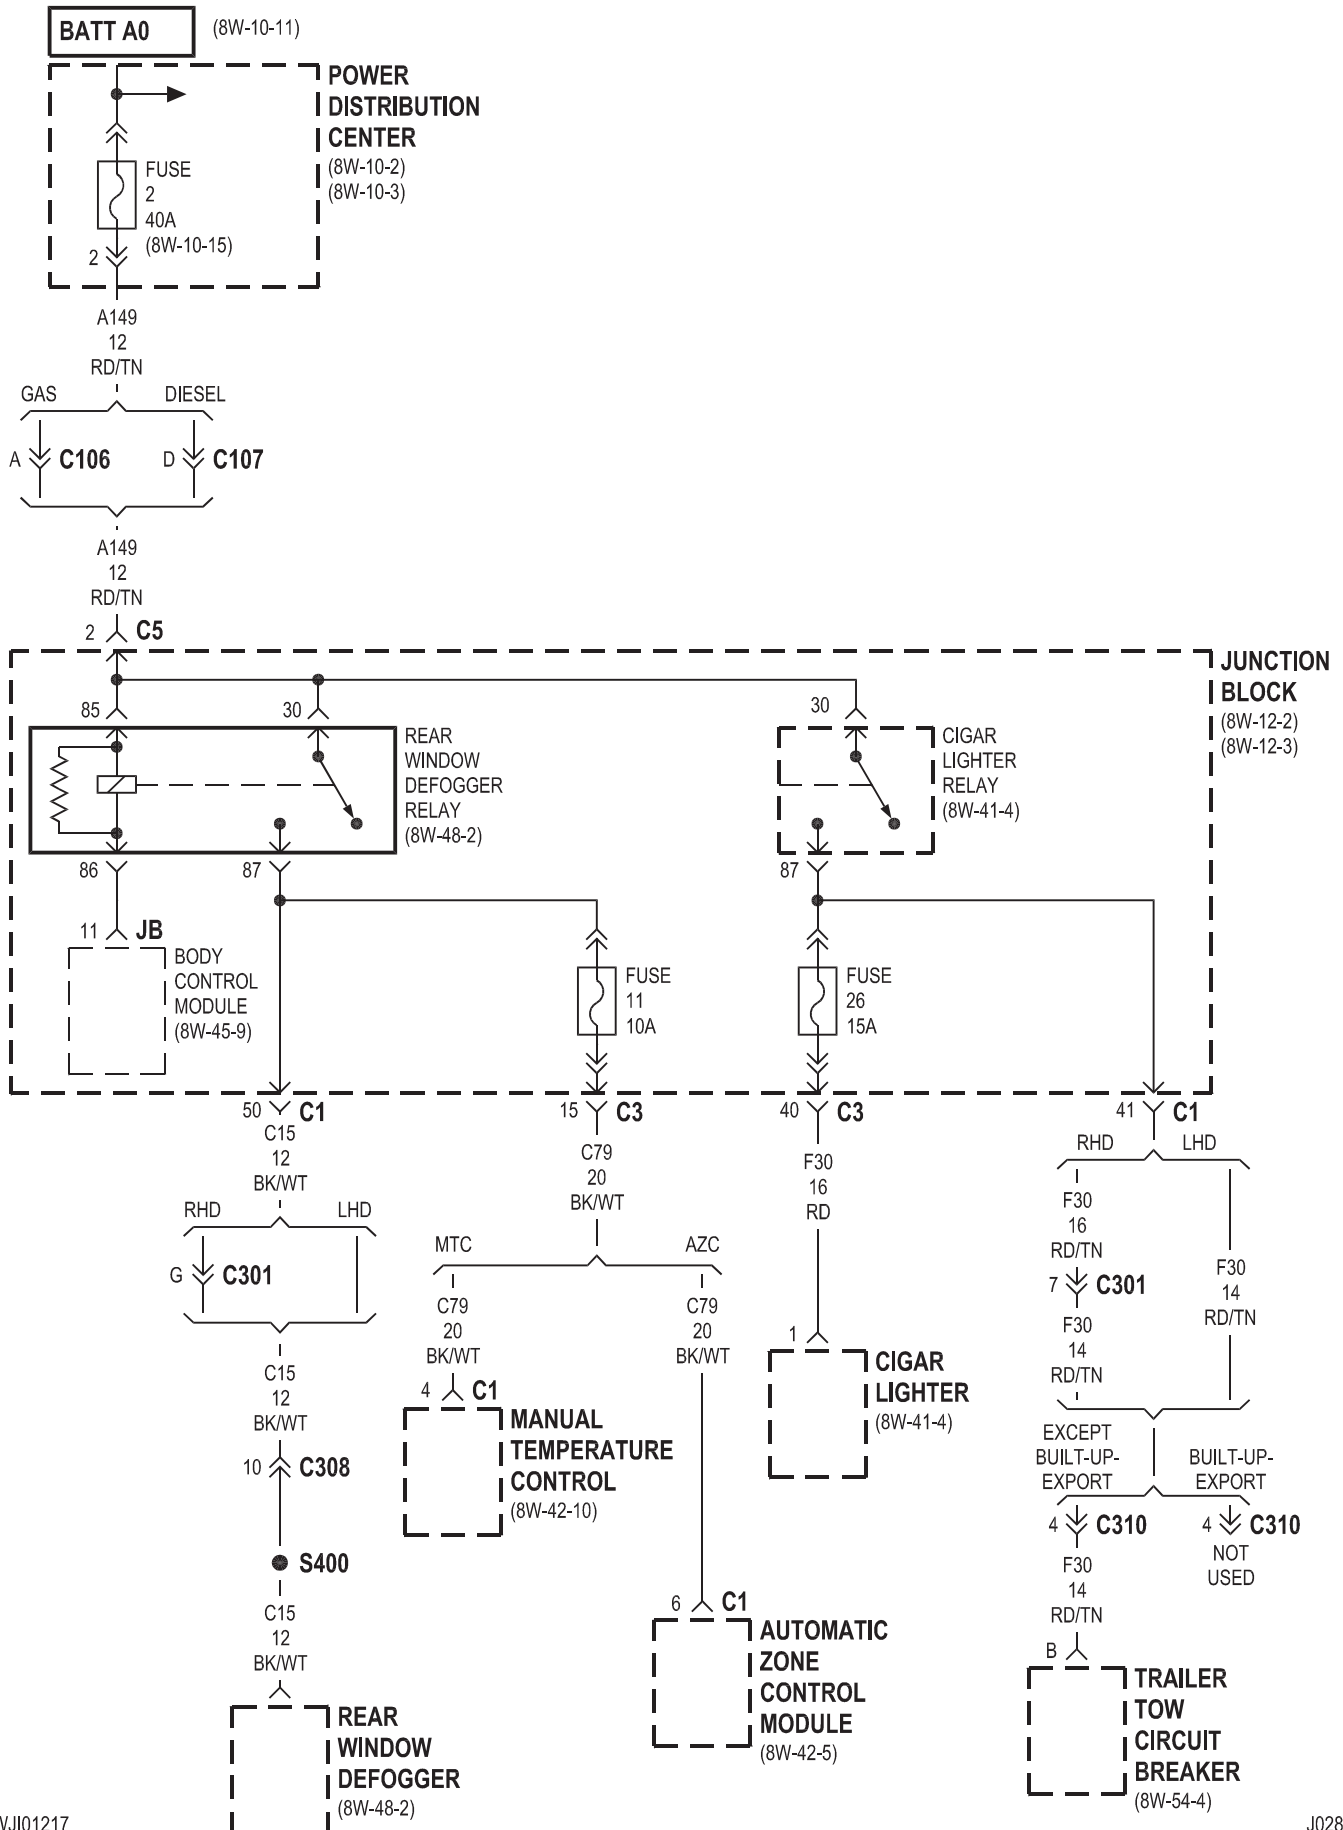 BATT A0
(8W-10-11)
POWER
DISTRIBUTION
CENTER
(8W-10-2)
(8W-10-3)
FUSE
2
40A
(8W-10-15)
2
A149
12
RD/TN
GAS
DIESEL
A
C106
D
C107
A149
12
RD/TN
2
C5
JUNCTION
BLOCK
(8W-12-2)
(8W-12-3)
85
30
30
REAR
WINDOW
DEFOGGER
RELAY
(8W-48-2)
CIGAR
LIGHTER
RELAY
(8W-41-4)
86
87
87
11
JB
BODY
CONTROL
MODULE
(8W-45-9)
FUSE
11
10A
FUSE
26
15A
50
C1
15
C3
40
C3
41
C1
C15
12
BK/WT
RHD
LHD
G
C301
C15
12
BK/WT
10
C308
S400
C15
12
BK/WT
REAR
WINDOW
DEFOGGER
(8W-48-2)
C79
20
BK/WT
MTC
AZC
C79
20
BK/WT
4
C1
MANUAL
TEMPERATURE
CONTROL
(8W-42-10)
C79
20
BK/WT
6
C1
AUTOMATIC
ZONE
CONTROL
MODULE
(8W-42-5)
F30
16
RD
1
CIGAR
LIGHTER
(8W-41-4)
RHD
LHD
F30
16
RD/TN
7
C301
F30
14
RD/TN
F30
14
RD/TN
EXCEPT
BUILT-UP-
EXPORT
BUILT-UP-
EXPORT
4
C310
4
C310
NOT
USED
F30
14
RD/TN
B
TRAILER
TOW
CIRCUIT
BREAKER
(8W-54-4)
WJI01217
J028